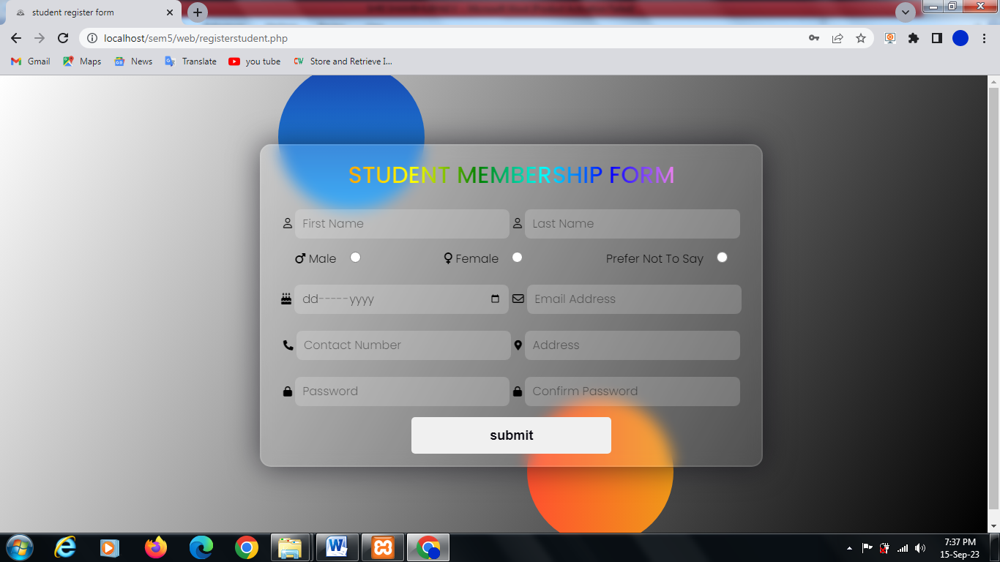 student register form
localhost/sem5/web/registerstudent.php
Gmail Maps News Translate you tube Store and Retrieve I...
STUDENT MEMBERSHIP FORM
First Name Last Name
Male Female Prefer Not To Say
dd-----yyyy Email Address
Contact Number Address
Password Confirm Password
submit
7:37 PM
15-Sep-23